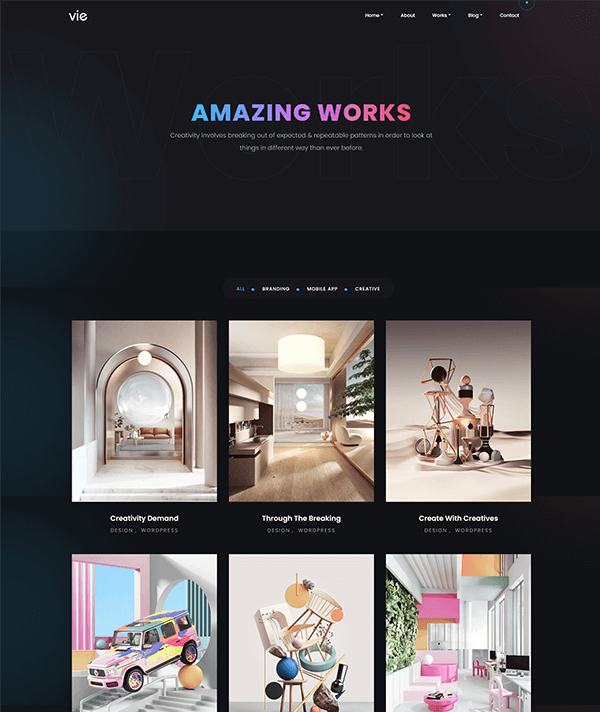 vie
Home
About
Works
Blog
Contact
Works
AMAZING WORKS
Creativity involves breaking out of expected & repeatable patterns in order to look at
things in different way than ever before.
ALL
BRANDING
MOBILE APP
CREATIVE
Creativity Demand
DESIGN , WORDPRESS
Through The Breaking
DESIGN , WORDPRESS
Create With Creatives
DESIGN , WORDPRESS